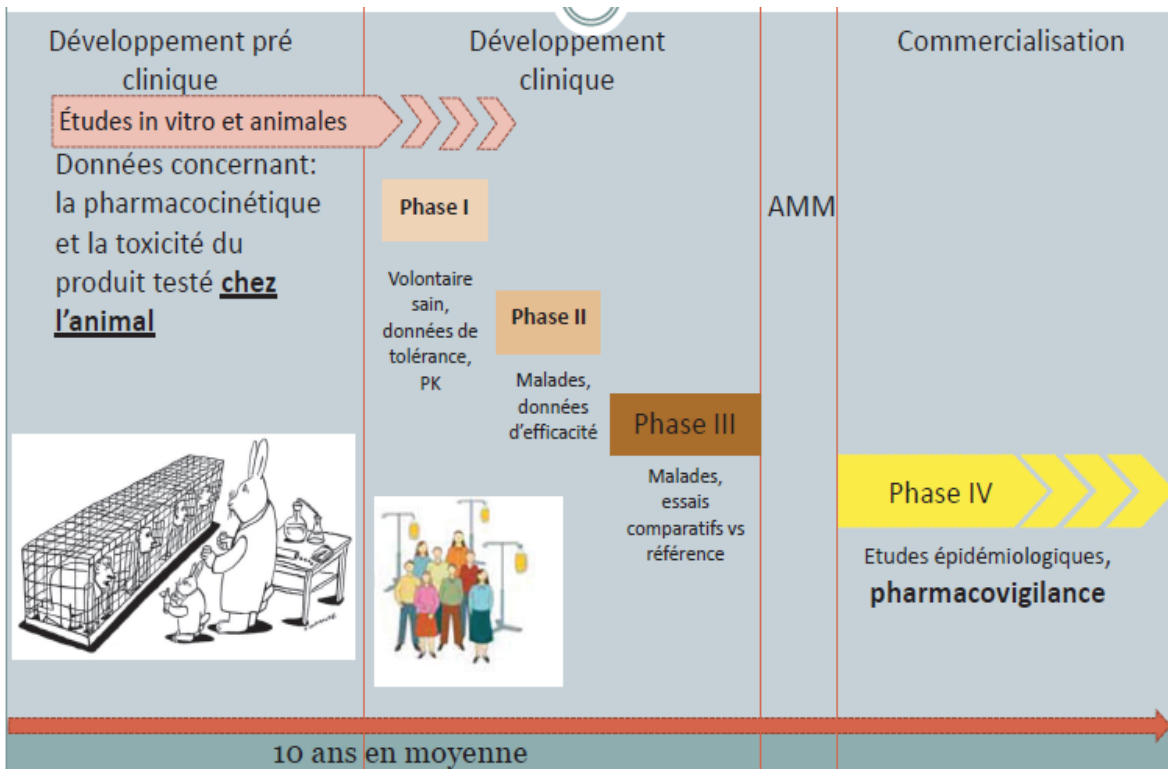 Développement pré
clinique
Études in vitro et animales
Données concernant:
la pharmacocinétique
et la toxicité du
produit testé chez
l'animal
Développement
clinique
Phase I
Volontaire
sain,
données de
tolérance,
PK
Phase II
Malades,
données
d'efficacité
Phase III
Malades,
essais
comparatifs vs
référence
AMM
Commercialisation
Phase IV
Etudes épidémiologiques,
pharmacovigilance
10 ans en moyenne